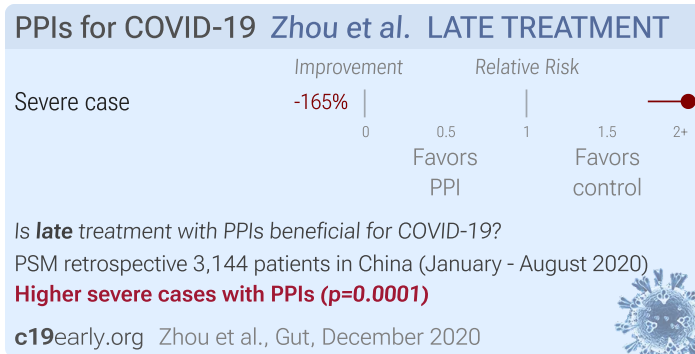 PPIs for COVID-19 Zhou et al. LATE TREATMENT
Improvement Relative Risk
Severe case -165%
0 0.5 1 1.5 2+
Favors PPI
Favors control
Is late treatment with PPIs beneficial for COVID-19?
PSM retrospective 3,144 patients in China (January - August 2020)
Higher severe cases with PPIs (p=0.0001)
c19early.org Zhou et al., Gut, December 2020